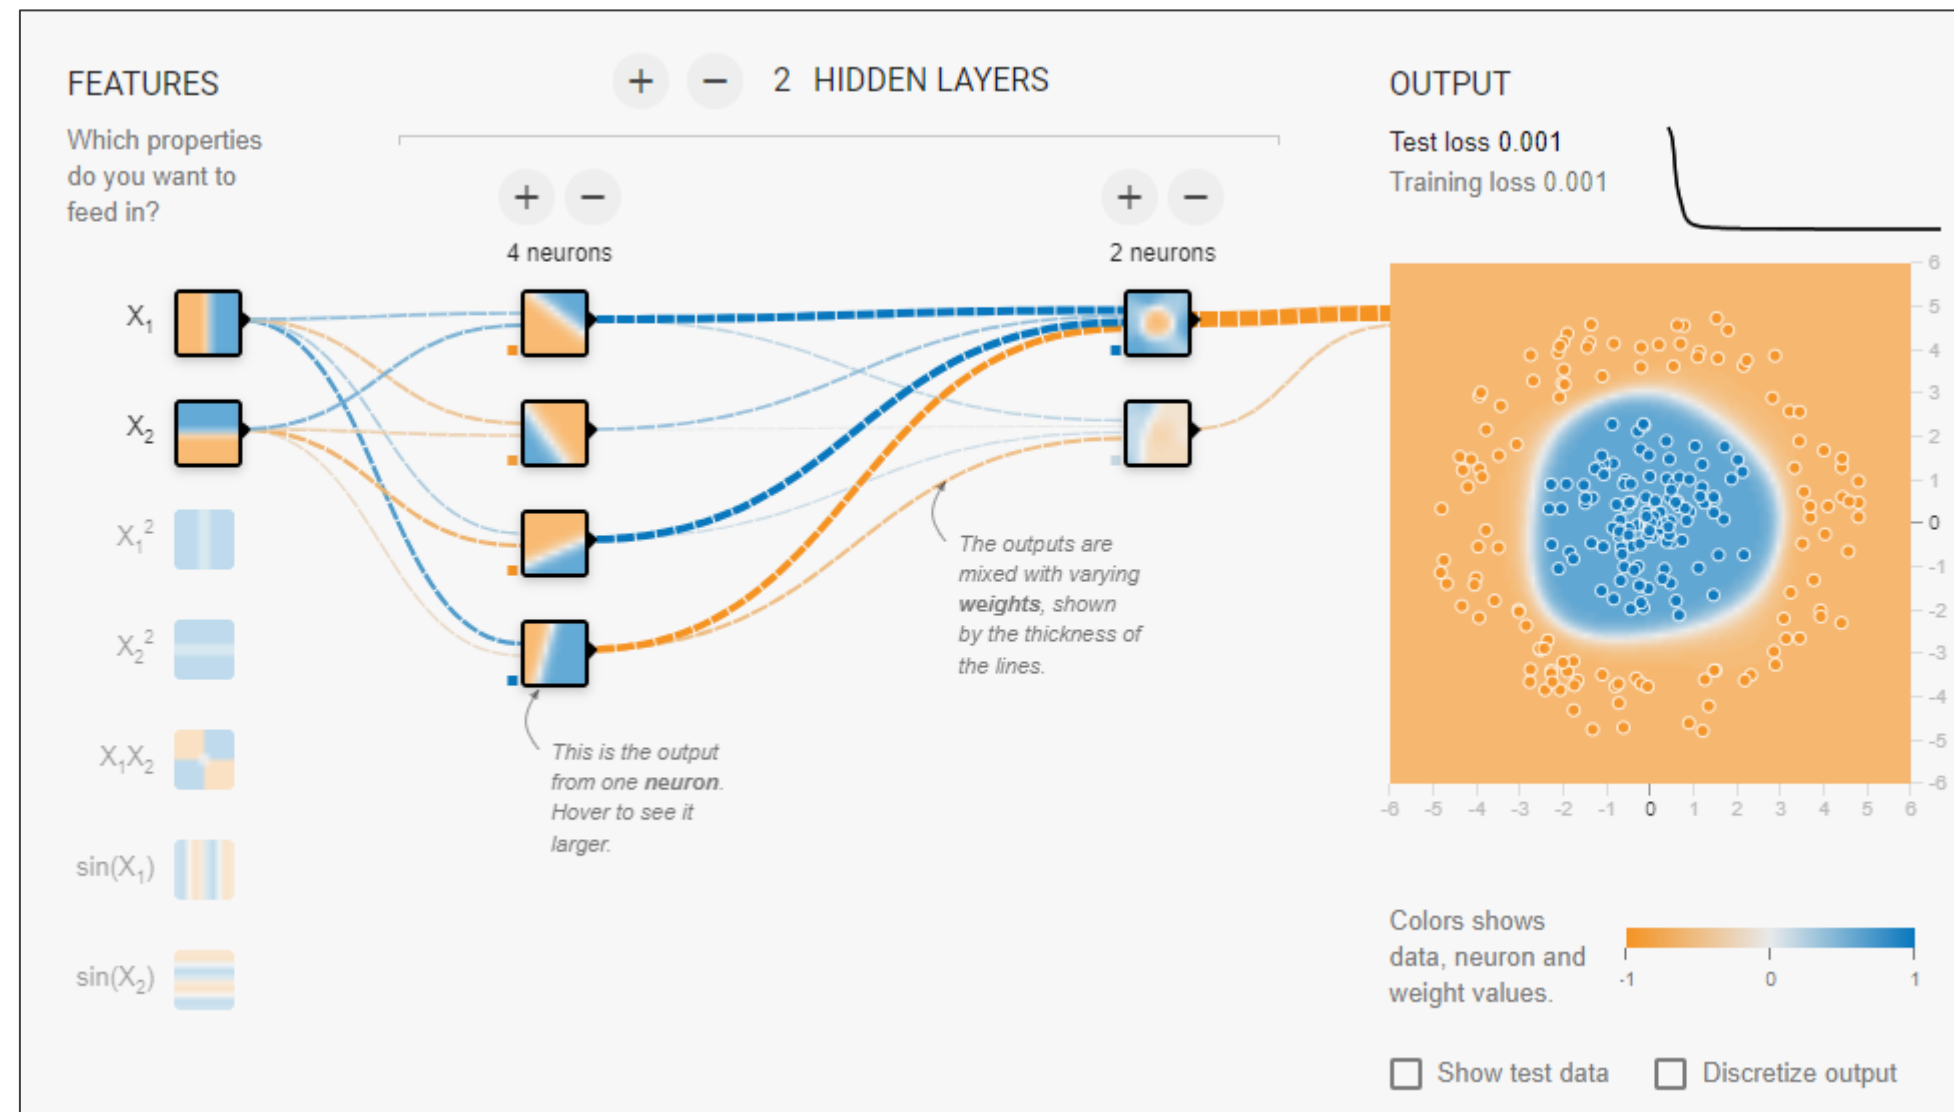 FEATURES
Which properties
do you want to
feed in?
X₁
X₂
X₁²
X₂²
X₁X₂
sin(X₁)
sin(X₂)
+ − 2 HIDDEN LAYERS
+ −
4 neurons
+ −
2 neurons
This is the output
from one neuron.
Hover to see it
larger.
The outputs are
mixed with varying
weights, shown
by the thickness of
the lines.
OUTPUT
Test loss 0.001
Training loss 0.001
6
5
4
3
2
1
0
-1
-2
-3
-4
-5
-6
-6 -5 -4 -3 -2 -1 0 1 2 3 4 5 6
Colors shows
data, neuron and
weight values.
-1 0 1
Show test data Discretize output